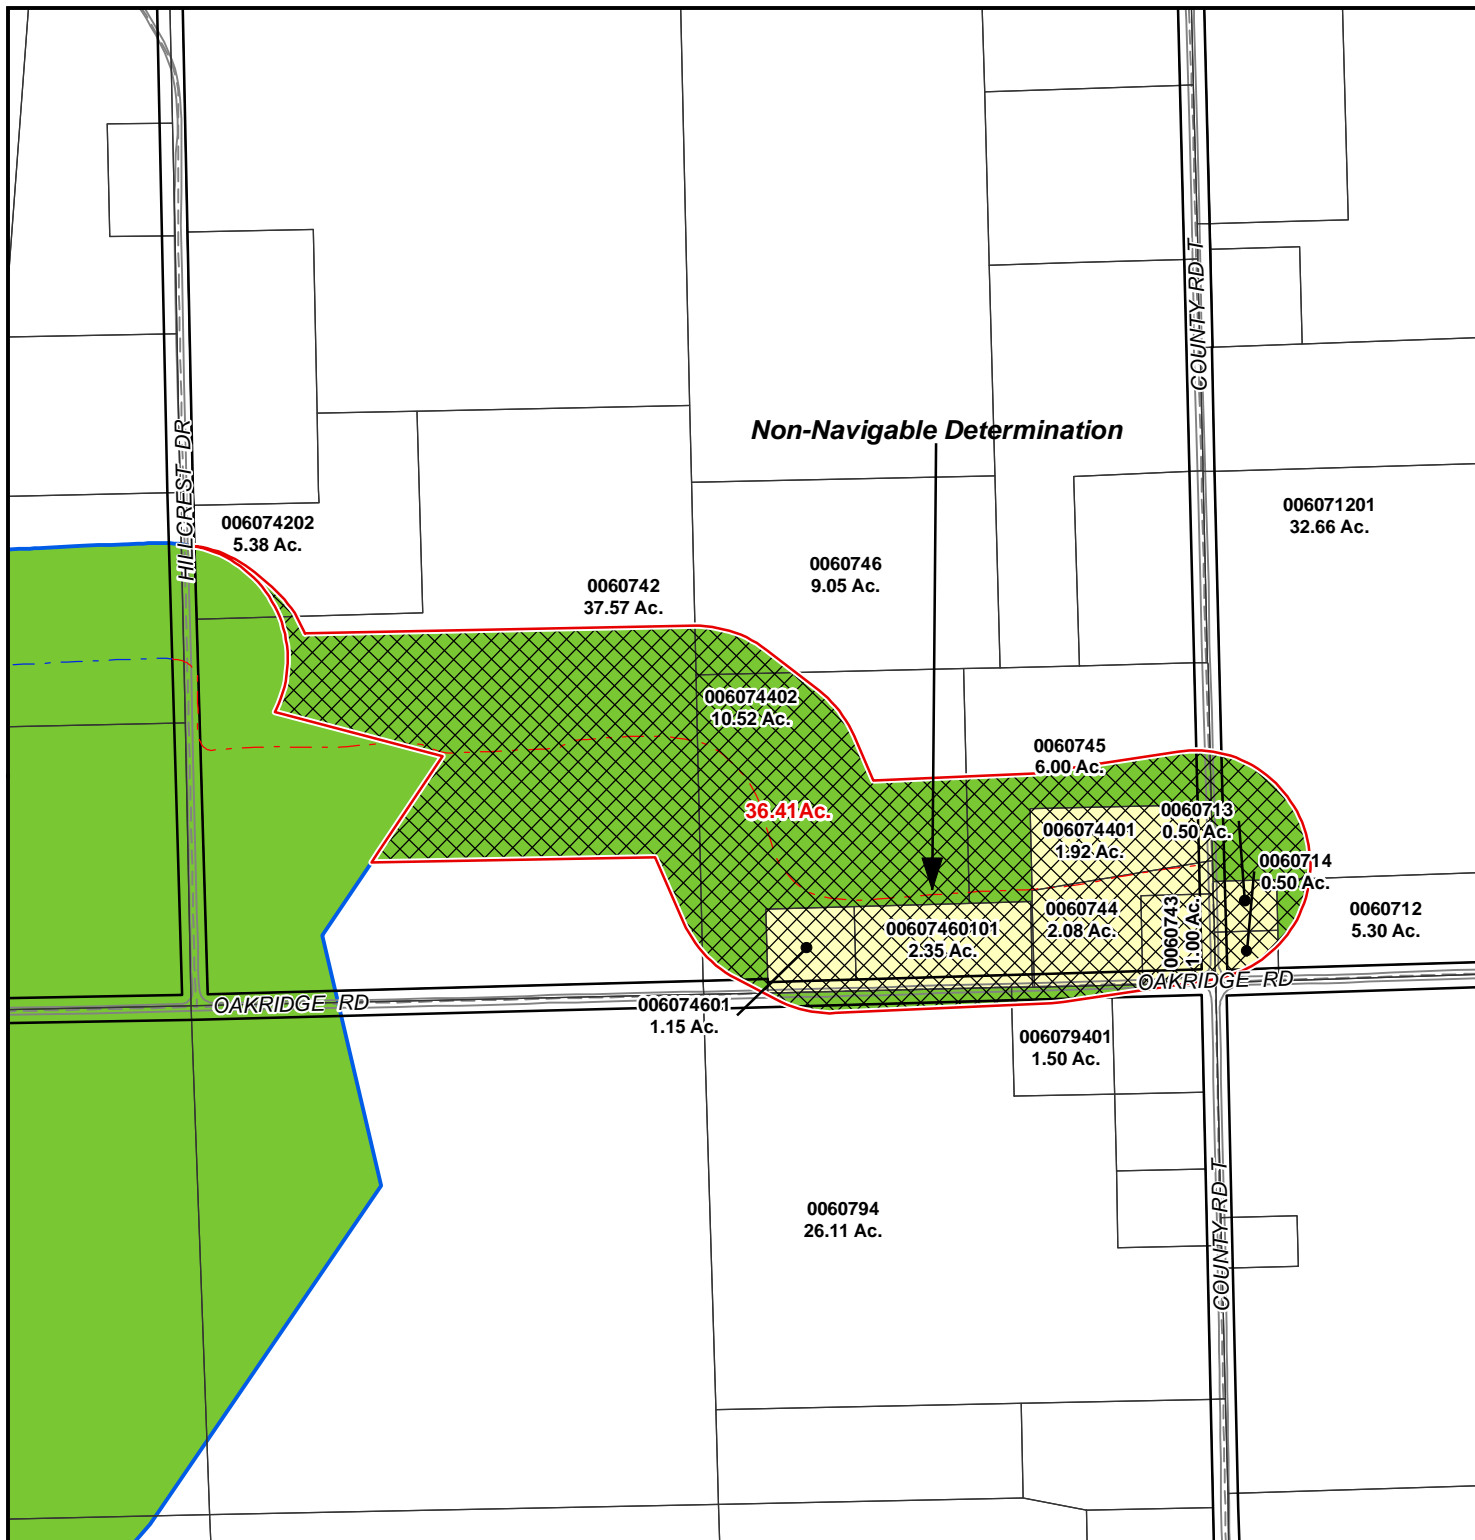 COUNTY RD T
Non-Navigable Determination
HILLCREST DR
006074202
5.38 Ac.
006071201
32.66 Ac.
0060746
9.05 Ac.
0060742
37.57 Ac.
006074402
10.52 Ac.
0060745
6.00 Ac.
36.41 Ac.
0060713
0.50 Ac.
006074401
1.92 Ac.
0060714
0.50 Ac.
0060744
2.08 Ac.
0060743
1.00 Ac.
0060712
5.30 Ac.
00607460101
2.35 Ac.
OAKRIDGE RD
OAKRIDGE RD
006074601
1.15 Ac.
006079401
1.50 Ac.
0060794
26.11 Ac.
COUNTY RD T